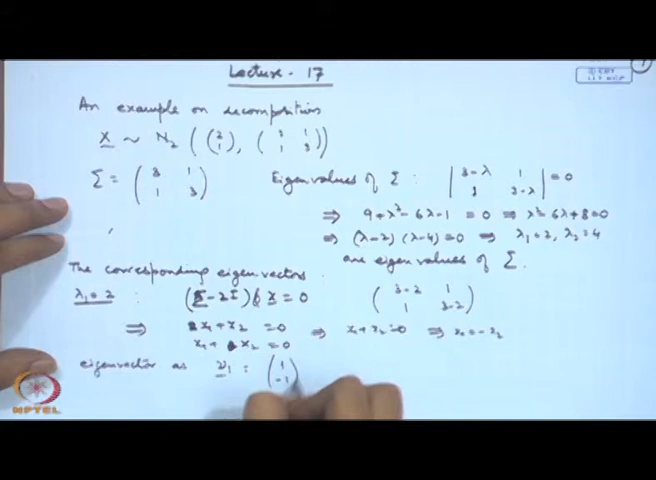 Lecture - 17
An example on decomposition
X ~ N₂ ( (2 1), (3 1 1 3) )
Σ = (3 1 1 3) Eigenvalues of Σ : |3-λ 1 3 3-λ| = 0
⇒ 9 + λ² - 6λ - 1 = 0 ⇒ λ² - 6λ + 8 = 0
⇒ (λ-2) (λ-4) = 0 ⇒ λ₁ = 2, λ₂ = 4
are eigen values of Σ.
The corresponding eigen vectors :
λ₁ = 2 : (Σ - 2I) x = 0 (3-2 1 1 3-2)
⇒ x₁ + x₂ = 0 ⇒ x₁ + x₂ = 0 ⇒ x₁ = - x₂
x₁ + x₂ = 0
eigenvector as ν₁ = (1 -1)
NPTEL